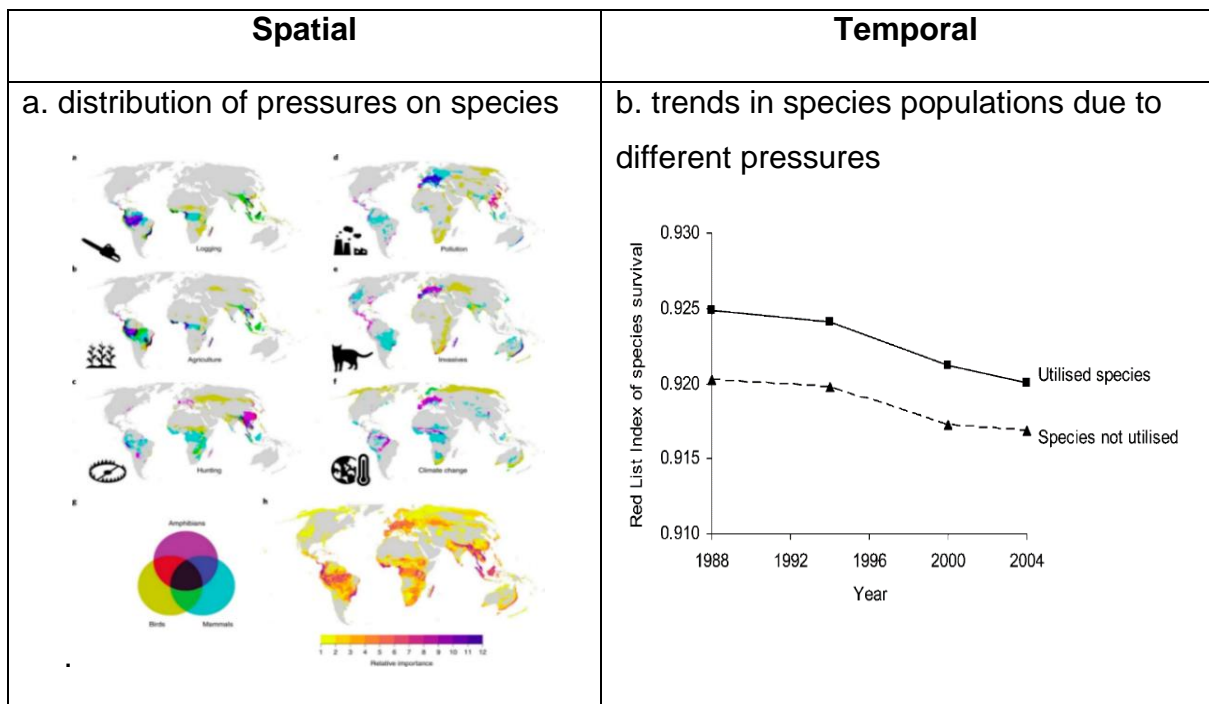 Spatial
Temporal
a. distribution of pressures on species
a
Logging
d
Pollution
b
Agriculture
e
Invasives
c
Hunting
f
Climate change
g
Amphibians
Birds
Mammals
h
1 2 3 4 5 6 7 8 9 10 11 12
Relative importance
.
b. trends in species populations due to
different pressures
Red List Index of species survival
0.930
0.925
0.920
0.915
0.910
Utilised species
Species not utilised
1988 1992 1996 2000 2004
Year